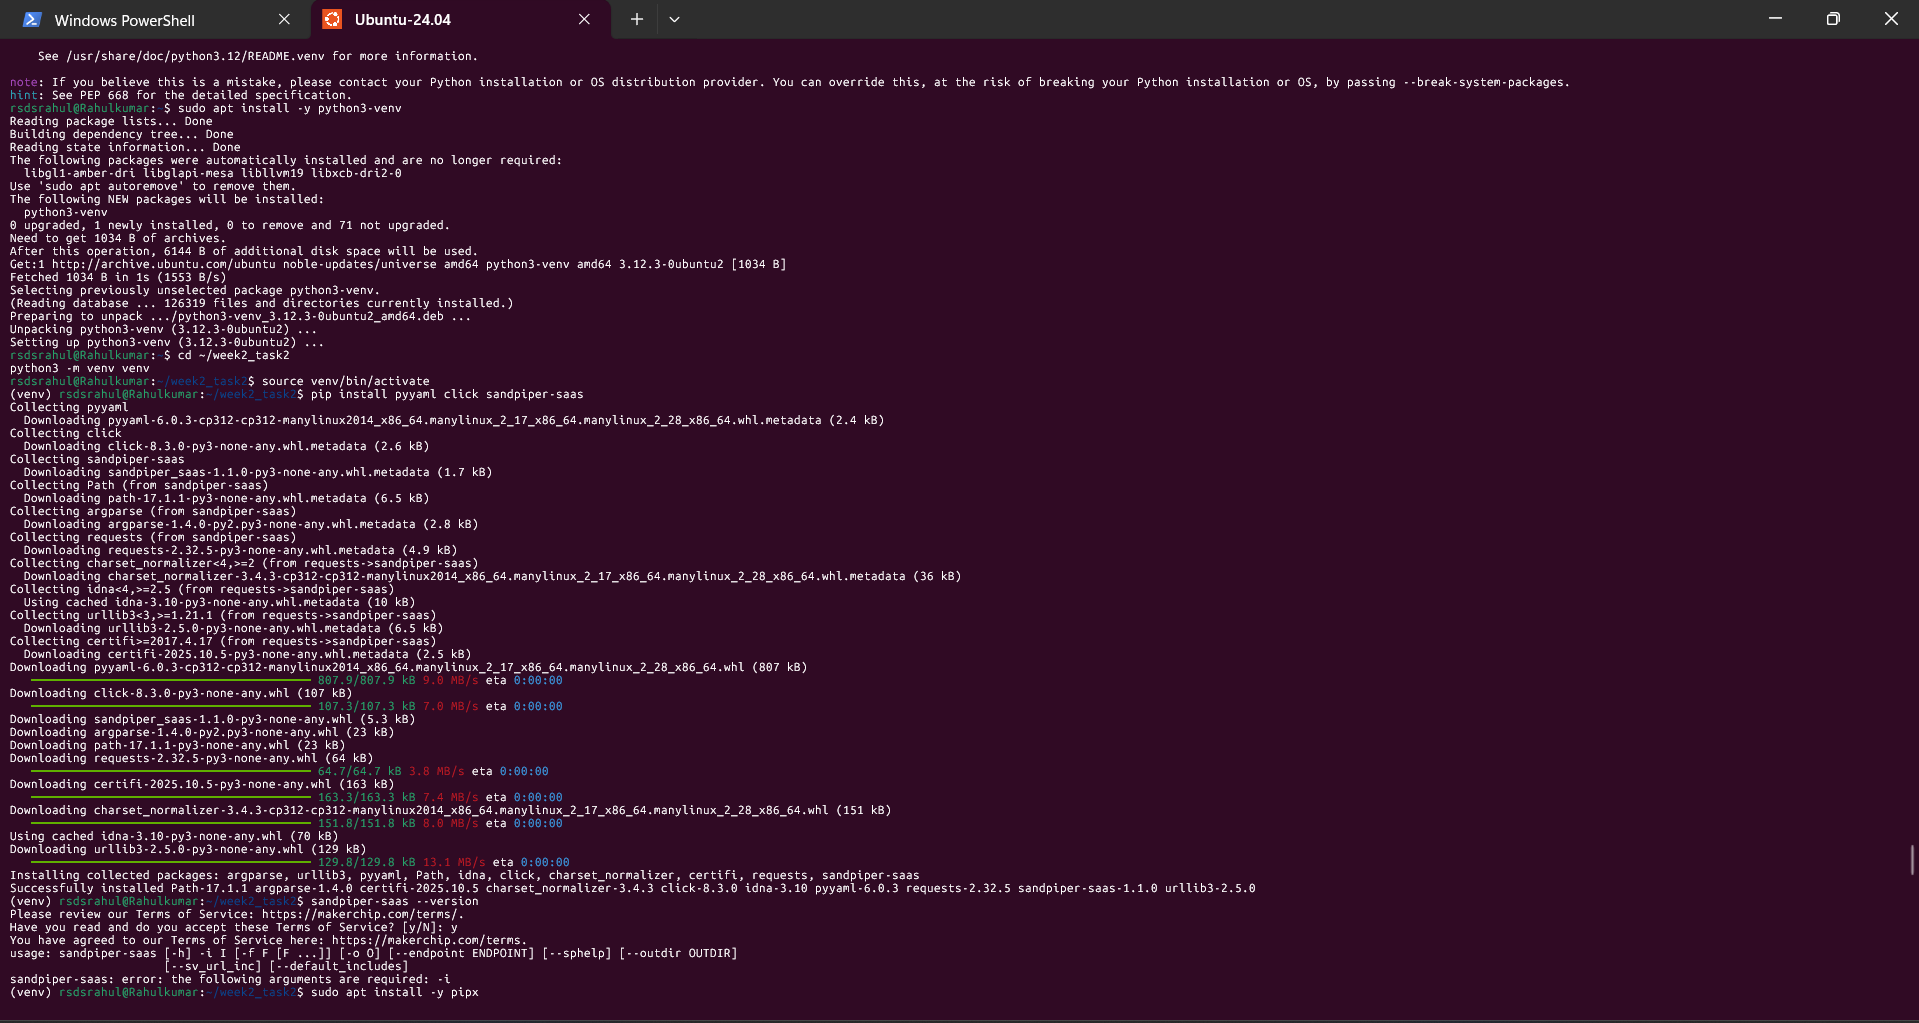 Windows PowerShell
Ubuntu-24.04
    See /usr/share/doc/python3.12/README.venv for more information.
note: If you believe this is a mistake, please contact your Python installation or OS distribution provider. You can override this, at the risk of breaking your Python installation or OS, by passing --break-system-packages.
hint: See PEP 668 for the detailed specification.
rsdsrahul@Rahulkumar:~$ sudo apt install -y python3-venv
Reading package lists... Done
Building dependency tree... Done
Reading state information... Done
The following packages were automatically installed and are no longer required:
  libgl1-amber-dri libglapi-mesa libllvm19 libxcb-dri2-0
Use 'sudo apt autoremove' to remove them.
The following NEW packages will be installed:
  python3-venv
0 upgraded, 1 newly installed, 0 to remove and 71 not upgraded.
Need to get 1034 B of archives.
After this operation, 6144 B of additional disk space will be used.
Get:1 http://archive.ubuntu.com/ubuntu noble-updates/universe amd64 python3-venv amd64 3.12.3-0ubuntu2 [1034 B]
Fetched 1034 B in 1s (1553 B/s)
Selecting previously unselected package python3-venv.
(Reading database ... 126319 files and directories currently installed.)
Preparing to unpack .../python3-venv_3.12.3-0ubuntu2_amd64.deb ...
Unpacking python3-venv (3.12.3-0ubuntu2) ...
Setting up python3-venv (3.12.3-0ubuntu2) ...
rsdsrahul@Rahulkumar:~$ cd ~/week2_task2
python3 -m venv venv
rsdsrahul@Rahulkumar:~/week2_task2$ source venv/bin/activate
(venv) rsdsrahul@Rahulkumar:~/week2_task2$ pip install pyyaml click sandpiper-saas
Collecting pyyaml
  Downloading pyyaml-6.0.3-cp312-cp312-manylinux2014_x86_64.manylinux_2_17_x86_64.manylinux_2_28_x86_64.whl.metadata (2.4 kB)
Collecting click
  Downloading click-8.3.0-py3-none-any.whl.metadata (2.6 kB)
Collecting sandpiper-saas
  Downloading sandpiper_saas-1.1.0-py3-none-any.whl.metadata (1.7 kB)
Collecting Path (from sandpiper-saas)
  Downloading path-17.1.1-py3-none-any.whl.metadata (6.5 kB)
Collecting argparse (from sandpiper-saas)
  Downloading argparse-1.4.0-py2.py3-none-any.whl.metadata (2.8 kB)
Collecting requests (from sandpiper-saas)
  Downloading requests-2.32.5-py3-none-any.whl.metadata (4.9 kB)
Collecting charset_normalizer<4,>=2 (from requests->sandpiper-saas)
  Downloading charset_normalizer-3.4.3-cp312-cp312-manylinux2014_x86_64.manylinux_2_17_x86_64.manylinux_2_28_x86_64.whl.metadata (36 kB)
Collecting idna<4,>=2.5 (from requests->sandpiper-saas)
  Using cached idna-3.10-py3-none-any.whl.metadata (10 kB)
Collecting urllib3<3,>=1.21.1 (from requests->sandpiper-saas)
  Downloading urllib3-2.5.0-py3-none-any.whl.metadata (6.5 kB)
Collecting certifi>=2017.4.17 (from requests->sandpiper-saas)
  Downloading certifi-2025.10.5-py3-none-any.whl.metadata (2.5 kB)
Downloading pyyaml-6.0.3-cp312-cp312-manylinux2014_x86_64.manylinux_2_17_x86_64.manylinux_2_28_x86_64.whl (807 kB)
807.9/807.9 kB 9.0 MB/s eta 0:00:00
Downloading click-8.3.0-py3-none-any.whl (107 kB)
107.3/107.3 kB 7.0 MB/s eta 0:00:00
Downloading sandpiper_saas-1.1.0-py3-none-any.whl (5.3 kB)
Downloading argparse-1.4.0-py2.py3-none-any.whl (23 kB)
Downloading path-17.1.1-py3-none-any.whl (23 kB)
Downloading requests-2.32.5-py3-none-any.whl (64 kB)
64.7/64.7 kB 3.8 MB/s eta 0:00:00
Downloading certifi-2025.10.5-py3-none-any.whl (163 kB)
163.3/163.3 kB 7.4 MB/s eta 0:00:00
Downloading charset_normalizer-3.4.3-cp312-cp312-manylinux2014_x86_64.manylinux_2_17_x86_64.manylinux_2_28_x86_64.whl (151 kB)
151.8/151.8 kB 8.0 MB/s eta 0:00:00
Using cached idna-3.10-py3-none-any.whl (70 kB)
Downloading urllib3-2.5.0-py3-none-any.whl (129 kB)
129.8/129.8 kB 13.1 MB/s eta 0:00:00
Installing collected packages: argparse, urllib3, pyyaml, Path, idna, click, charset_normalizer, certifi, requests, sandpiper-saas
Successfully installed Path-17.1.1 argparse-1.4.0 certifi-2025.10.5 charset_normalizer-3.4.3 click-8.3.0 idna-3.10 pyyaml-6.0.3 requests-2.32.5 sandpiper-saas-1.1.0 urllib3-2.5.0
(venv) rsdsrahul@Rahulkumar:~/week2_task2$ sandpiper-saas --version
Please review our Terms of Service: https://makerchip.com/terms/.
Have you read and do you accept these Terms of Service? [y/N]: y
You have agreed to our Terms of Service here: https://makerchip.com/terms.
usage: sandpiper-saas [-h] -i I [-f F [F ...]] [-o O] [--endpoint ENDPOINT] [--sphelp] [--outdir OUTDIR]
                      [--sv_url_inc] [--default_includes]
sandpiper-saas: error: the following arguments are required: -i
(venv) rsdsrahul@Rahulkumar:~/week2_task2$ sudo apt install -y pipx